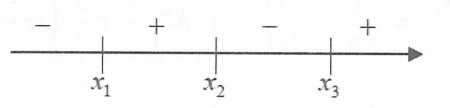 − + − +
x₁ x₂ x₃